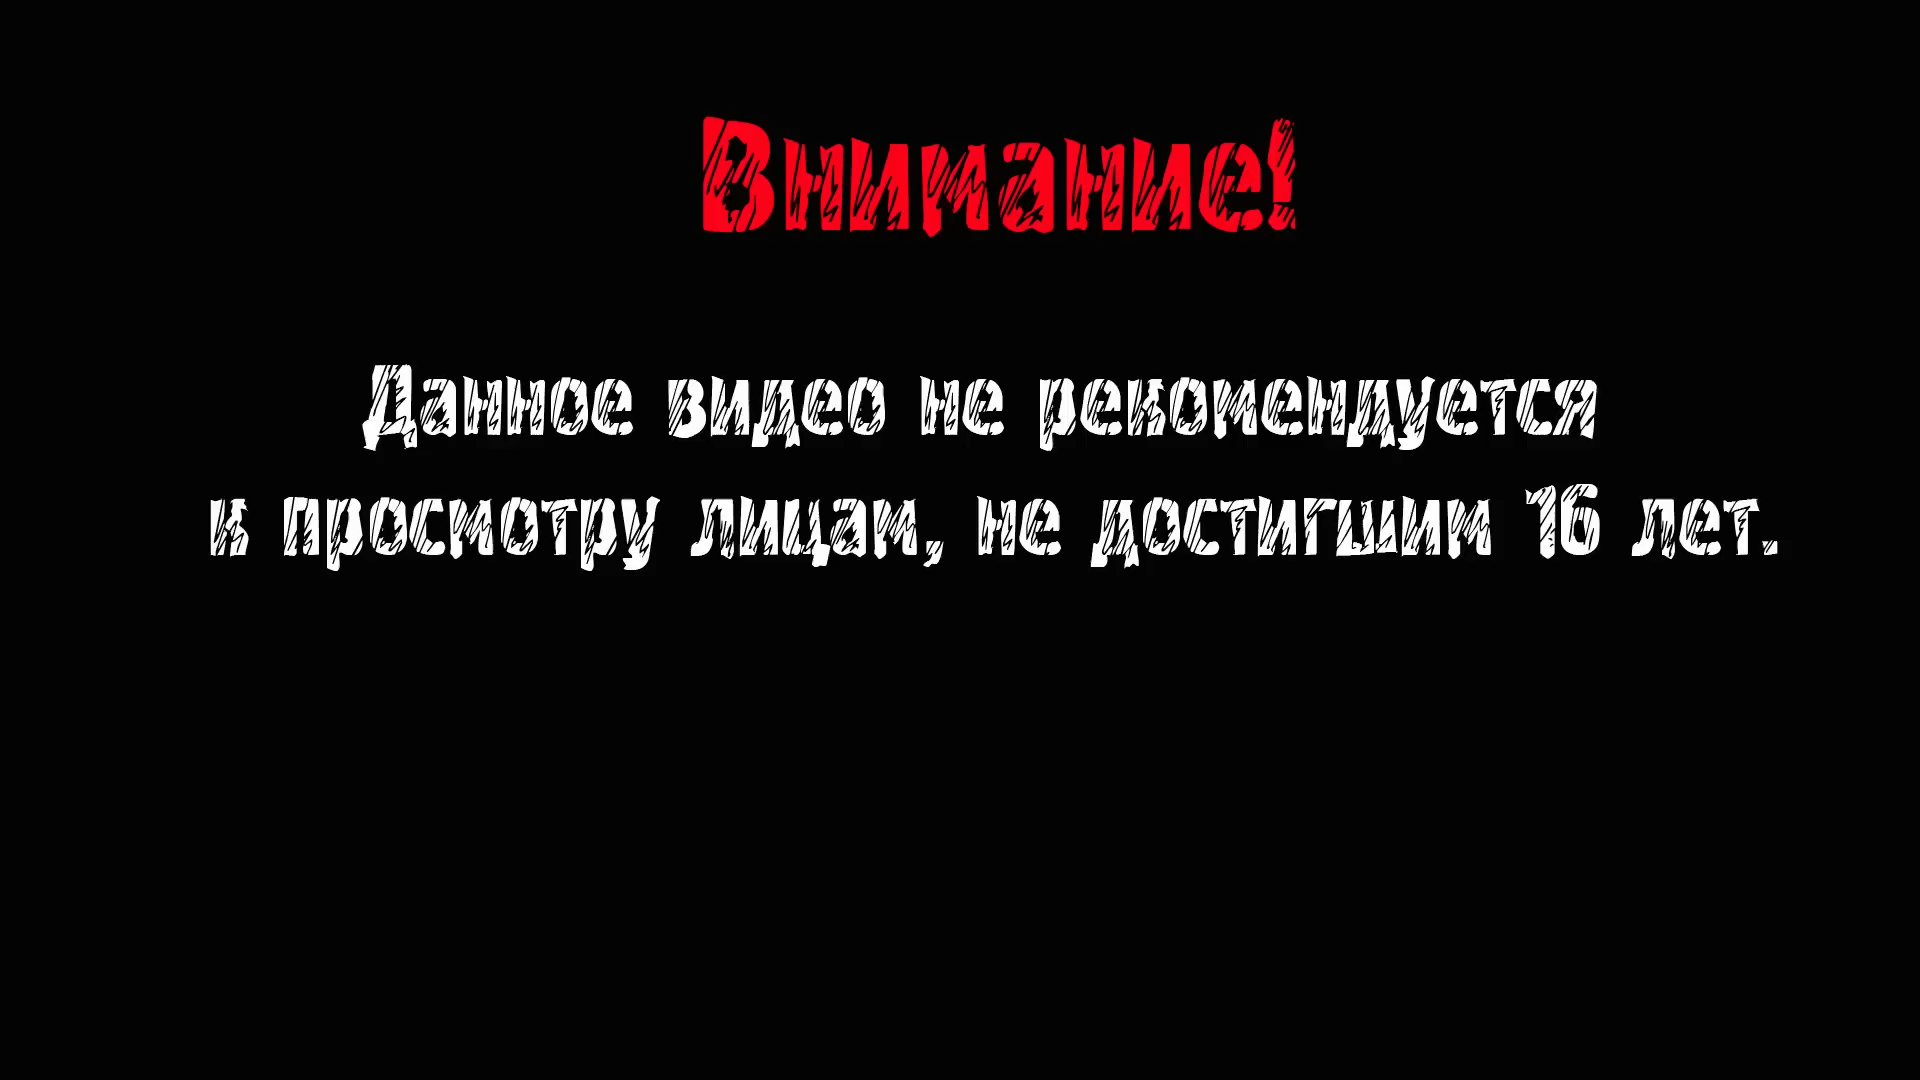 Внимание!
Данное видео не рекомендуется
к просмотру лицам, не достигшим 16 лет.